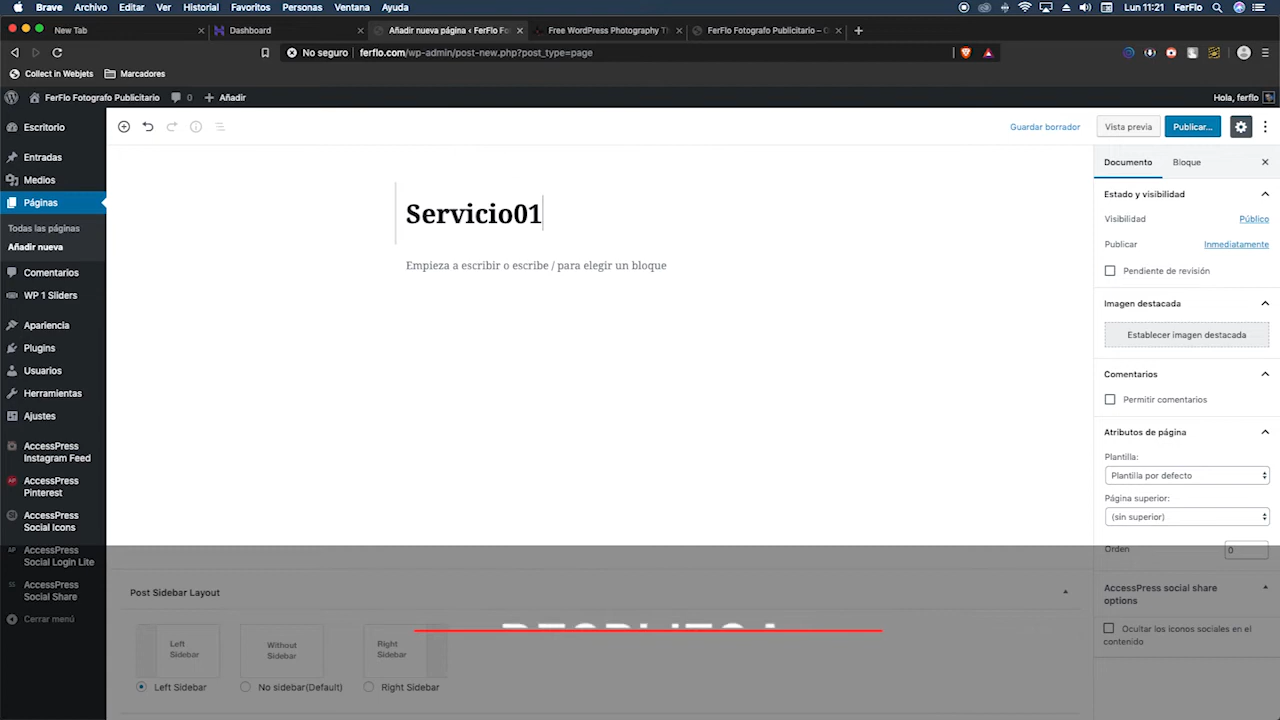 Brave Archivo Editar Ver Historial Favoritos Personas Ventana Ayuda Lun 11:21 FerFlo
New Tab × Dashboard × Añadir nueva página ‹ FerFlo Fo × Free WordPress Photography Th × FerFlo Fotografo Publicitario – O × +
No seguro ferflo.com/wp-admin/post-new.php?post_type=page
Collect in Webjets Marcadores
FerFlo Fotografo Publicitario 0 Añadir Hola, ferflo
Escritorio
Entradas
Medios
Páginas
Todas las páginas
Añadir nueva
Comentarios
WP 1 Sliders
Apariencia
Plugins
Usuarios
Herramientas
Ajustes
AccessPress
Instagram Feed
AccessPress
Pinterest
AccessPress
Social Icons
AccessPress
Social Login Lite
AccessPress
Social Share
Cerrar menú
Guardar borrador Vista previa Publicar...
Servicio01
Empieza a escribir o escribe / para elegir un bloque
Documento Bloque ×
Estado y visibilidad
Visibilidad Público
Publicar Inmediatamente
Pendiente de revisión
Imagen destacada
Establecer imagen destacada
Comentarios
Permitir comentarios
Atributos de página
Plantilla:
Plantilla por defecto
Página superior:
(sin superior)
Orden 0
AccessPress social share
options
Ocultar los iconos sociales en el
contenido
Post Sidebar Layout
Left
Sidebar
Without
Sidebar
Right
Sidebar
Left Sidebar No sidebar(Default) Right Sidebar